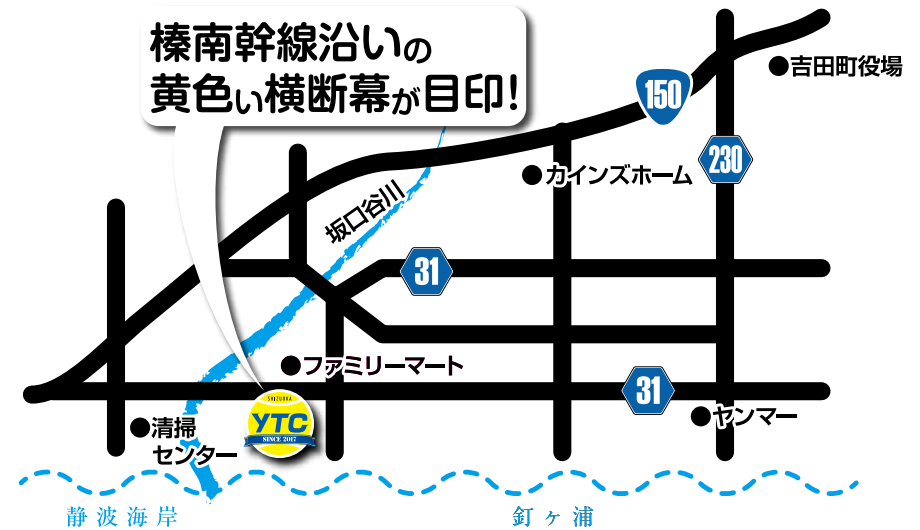 榛南幹線沿いの
黄色い横断幕が目印!
吉田町役場
150
230
カインズホーム
坂口谷川
31
ファミリーマート
31
ヤンマー
清掃
センター
SHIZUOKA
YTC
SINCE 2017
静波海岸
釘ヶ浦